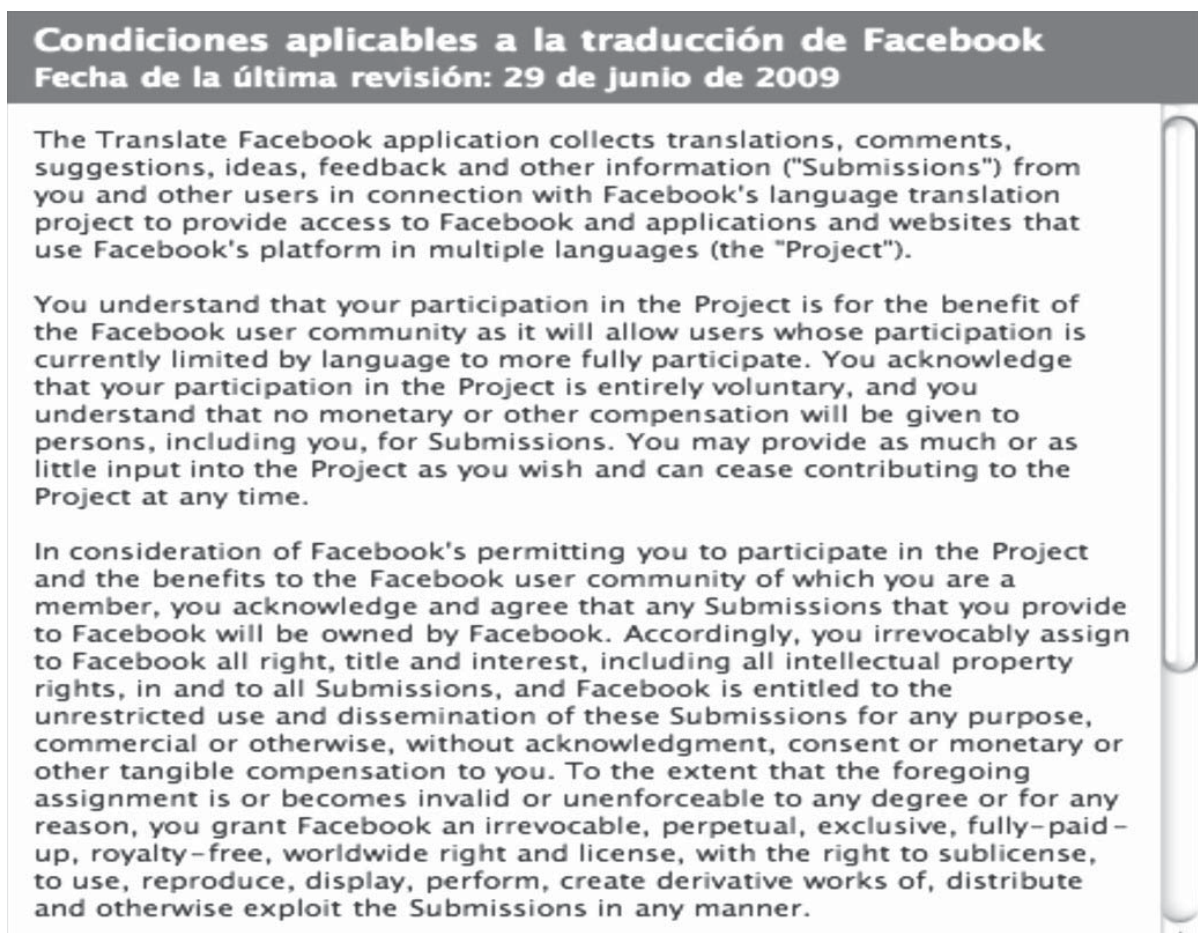 Condiciones aplicables a la traducción de Facebook
Fecha de la última revisión: 29 de junio de 2009
The Translate Facebook application collects translations, comments,
suggestions, ideas, feedback and other information ("Submissions") from
you and other users in connection with Facebook's language translation
project to provide access to Facebook and applications and websites that
use Facebook's platform in multiple languages (the "Project").
You understand that your participation in the Project is for the benefit of
the Facebook user community as it will allow users whose participation is
currently limited by language to more fully participate. You acknowledge
that your participation in the Project is entirely voluntary, and you
understand that no monetary or other compensation will be given to
persons, including you, for Submissions. You may provide as much or as
little input into the Project as you wish and can cease contributing to the
Project at any time.
In consideration of Facebook's permitting you to participate in the Project
and the benefits to the Facebook user community of which you are a
member, you acknowledge and agree that any Submissions that you provide
to Facebook will be owned by Facebook. Accordingly, you irrevocably assign
to Facebook all right, title and interest, including all intellectual property
rights, in and to all Submissions, and Facebook is entitled to the
unrestricted use and dissemination of these Submissions for any purpose,
commercial or otherwise, without acknowledgment, consent or monetary or
other tangible compensation to you. To the extent that the foregoing
assignment is or becomes invalid or unenforceable to any degree or for any
reason, you grant Facebook an irrevocable, perpetual, exclusive, fully-paid-
up, royalty-free, worldwide right and license, with the right to sublicense,
to use, reproduce, display, perform, create derivative works of, distribute
and otherwise exploit the Submissions in any manner.